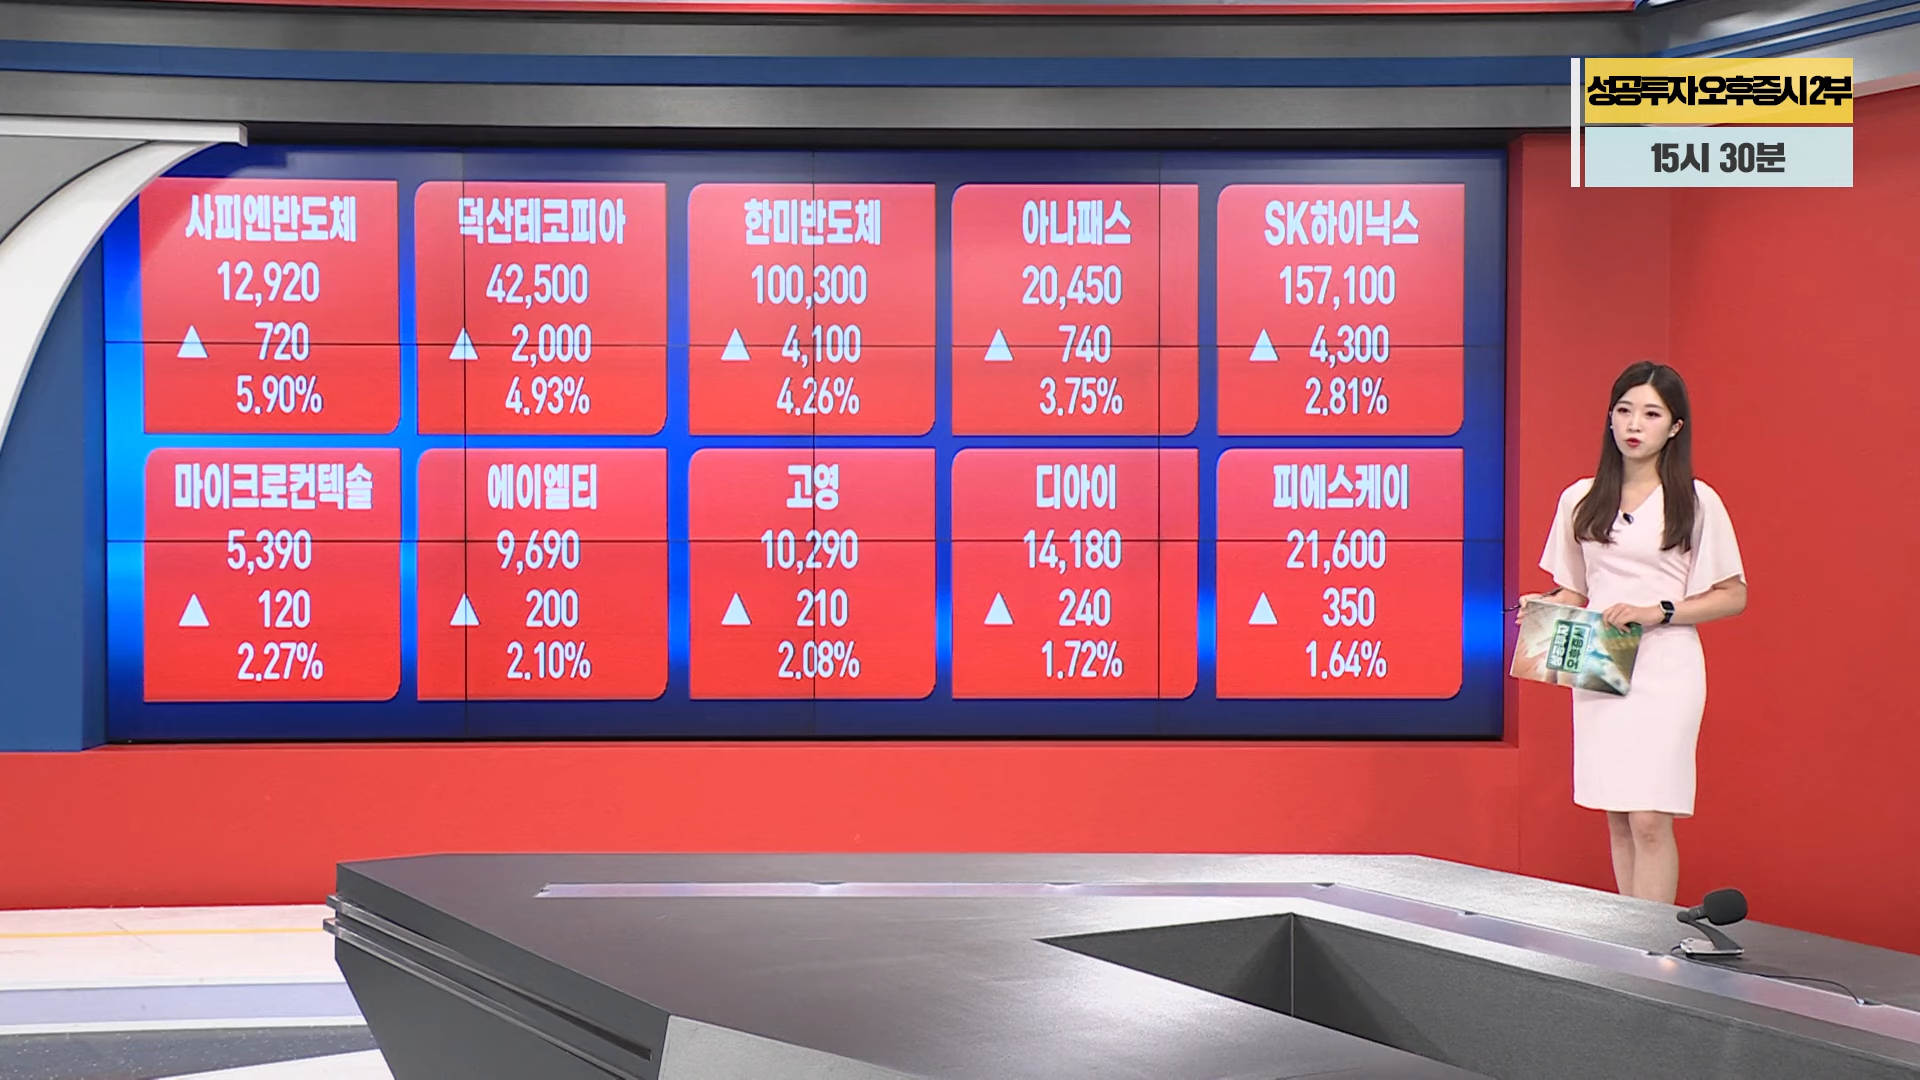 성공투자 오후증시 2부
15시 30분
사피엔반도체
12,920
▲ 720
5.90%
덕산테코피아
42,500
▲ 2,000
4.93%
한미반도체
100,300
▲ 4,100
4.26%
아나패스
20,450
▲ 740
3.75%
SK하이닉스
157,100
▲ 4,300
2.81%
마이크로컨텍솔
5,390
▲ 120
2.27%
에이엘티
9,690
▲ 200
2.10%
고영
10,290
▲ 210
2.08%
디아이
14,180
▲ 240
1.72%
피에스케이
21,600
▲ 350
1.64%